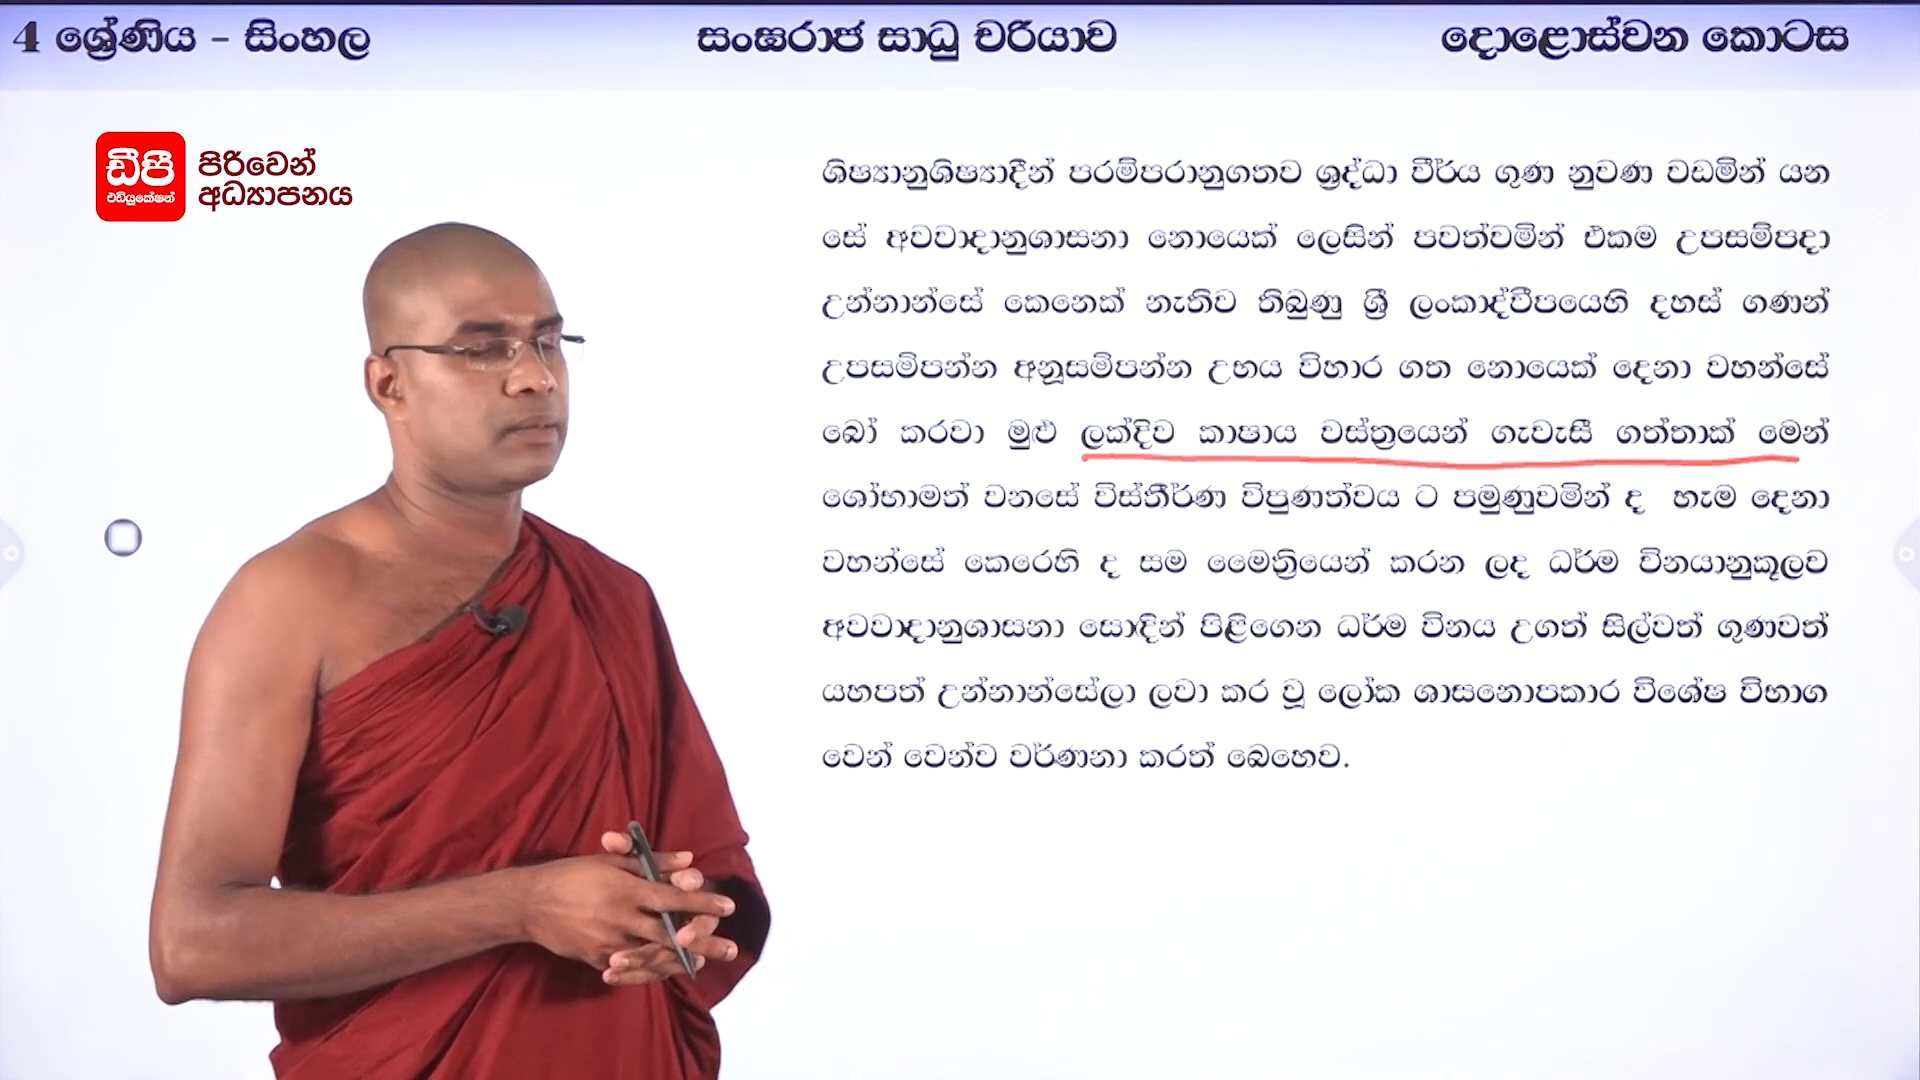 4 ශ්‍රේණිය - සිංහල
සංඝරාජ සාධු චරියාව
දොළොස්වන කොටස
ඩීපී
එඩියුකේෂන්
පිරිවෙන්
අධ්‍යාපනය
ශිෂ්‍යානුශිෂ්‍යාදීන් පරම්පරානුගතව ශ්‍රද්ධා වීර්ය ගුණ නුවණ වඩමින් යන
සේ අවවාදානුශාසනා නොයෙක් ලෙසින් පවත්වමින් එකම උපසම්පදා
උන්නාන්සේ කෙනෙක් නැතිව තිබුණු ශ්‍රී ලංකාද්වීපයෙහි දහස් ගණන්
උපසම්පන්න අනූසම්පන්න උභය විහාර ගත නොයෙක් දෙනා වහන්සේ
බෝ කරවා මුළු ලක්දිව කාෂාය වස්ත්‍රයෙන් ගැවැසී ගත්තාක් මෙන්
ශෝභාමත් වනසේ විස්තීර්ණ විපුණත්වය ට පමුණුවමින් ද හැම දෙනා
වහන්සේ කෙරෙහි ද සම මෛත්‍රියෙන් කරන ලද ධර්ම විනයානුකූලව
අවවාදානුශාසනා සොඳින් පිළිගෙන ධර්ම විනය උගත් සිල්වත් ගුණවත්
යහපත් උන්නාන්සේලා ලවා කර වූ ලෝක ශාසනොපකාර විශේෂ විභාග
වෙන් වෙන්ව වර්ණනා කරත් බෙහෙව.